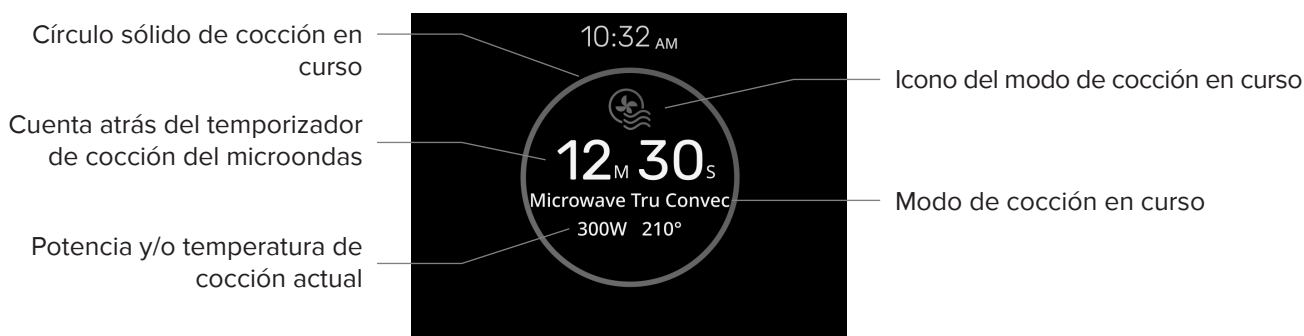 Círculo sólido de cocción en
curso
Cuenta atrás del temporizador
de cocción del microondas
Potencia y/o temperatura de
cocción actual
10:32 AM
12M 30S
Microwave Tru Convec
300W 210°
Icono del modo de cocción en curso
Modo de cocción en curso